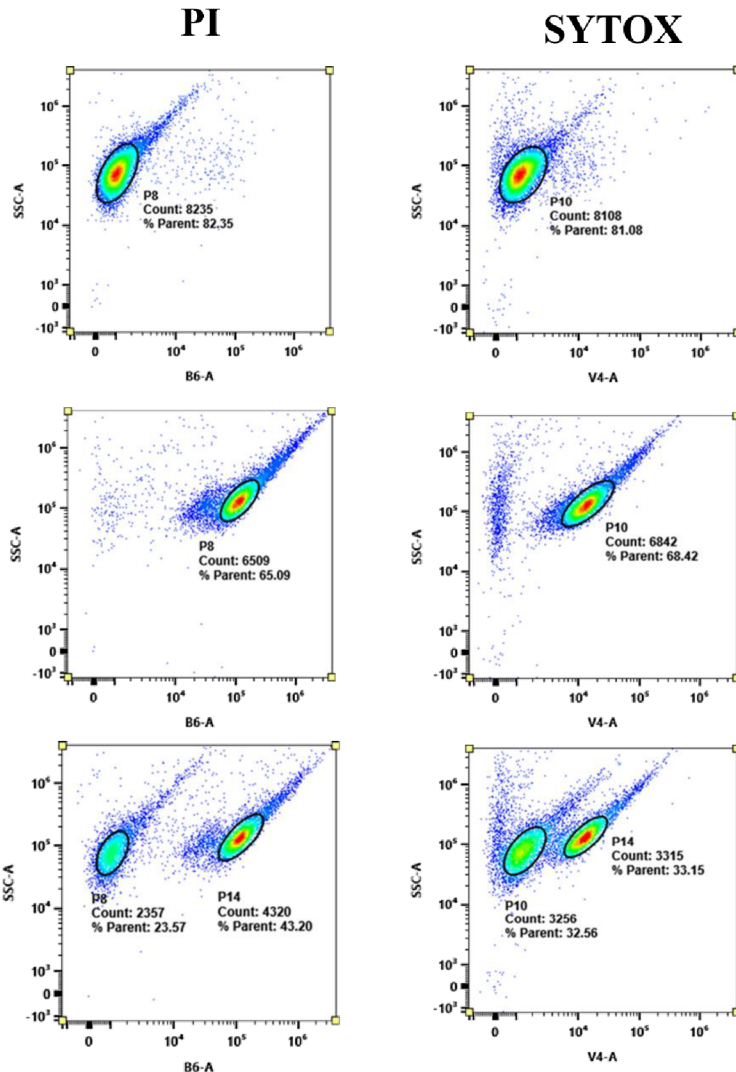 PI
SYTOX
10⁶
10⁵
10⁴
10³
0
-10³
SSC-A
P8
Count: 8235
% Parent: 82.35
0
10⁴
10⁵
10⁶
B6-A
10⁶
10⁵
10⁴
10³
0
-10³
SSC-A
P10
Count: 8108
% Parent: 81.08
0
10⁴
10⁵
10⁶
V4-A
10⁶
10⁵
10⁴
10³
0
-10³
SSC-A
P8
Count: 6509
% Parent: 65.09
0
10⁴
10⁵
10⁶
B6-A
10⁶
10⁵
10⁴
10³
0
-10³
SSC-A
P10
Count: 6842
% Parent: 68.42
0
10⁴
10⁵
10⁶
V4-A
10⁶
10⁵
10⁴
10³
0
-10³
SSC-A
P8
Count: 2357
% Parent: 23.57
P14
Count: 4320
% Parent: 43.20
0
10⁴
10⁵
10⁶
B6-A
10⁶
10⁵
10⁴
10³
0
-10³
SSC-A
P14
Count: 3315
% Parent: 33.15
P10
Count: 3256
% Parent: 32.56
0
10⁴
10⁵
10⁶
V4-A